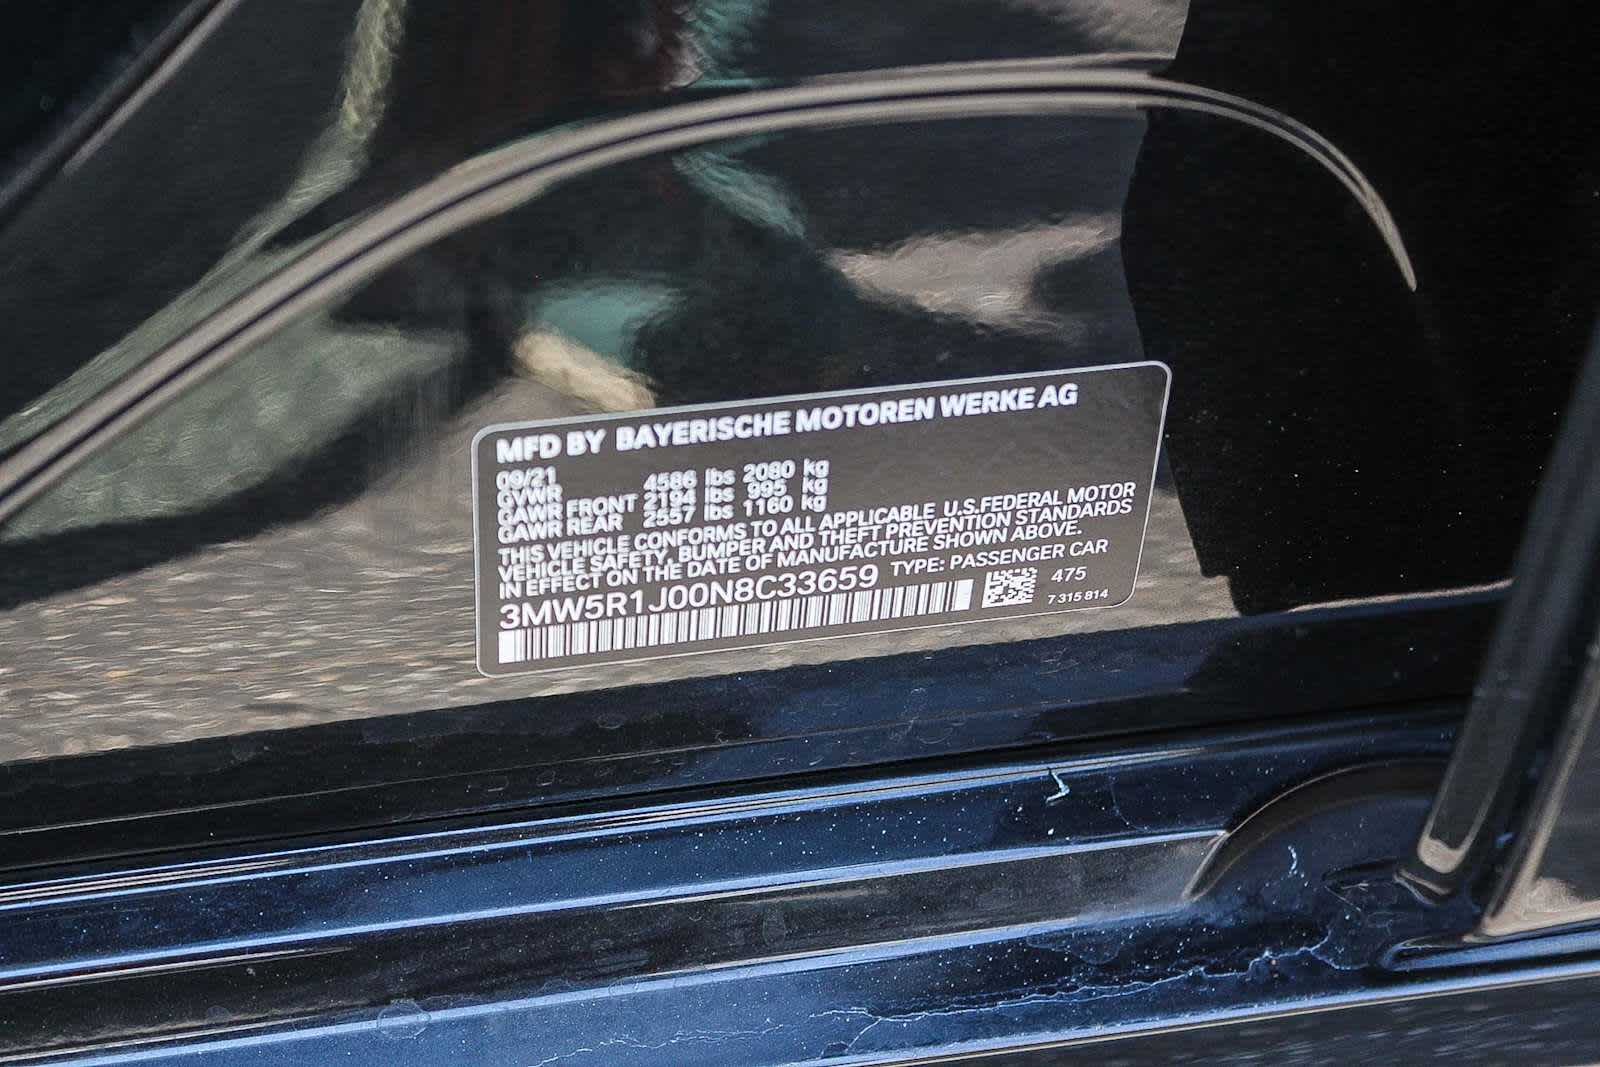 MFD BY BAYERISCHE MOTOREN WERKE AG
09/21
GVWR 4586 lbs 2080 kg
GAWR FRONT 2194 lbs 995 kg
GAWR REAR 2557 lbs 1160 kg
THIS VEHICLE CONFORMS TO ALL APPLICABLE U.S.FEDERAL MOTOR
VEHICLE SAFETY, BUMPER AND THEFT PREVENTION STANDARDS
IN EFFECT ON THE DATE OF MANUFACTURE SHOWN ABOVE.
3MW5R1J00N8C33659 TYPE: PASSENGER CAR
475
7 315 814